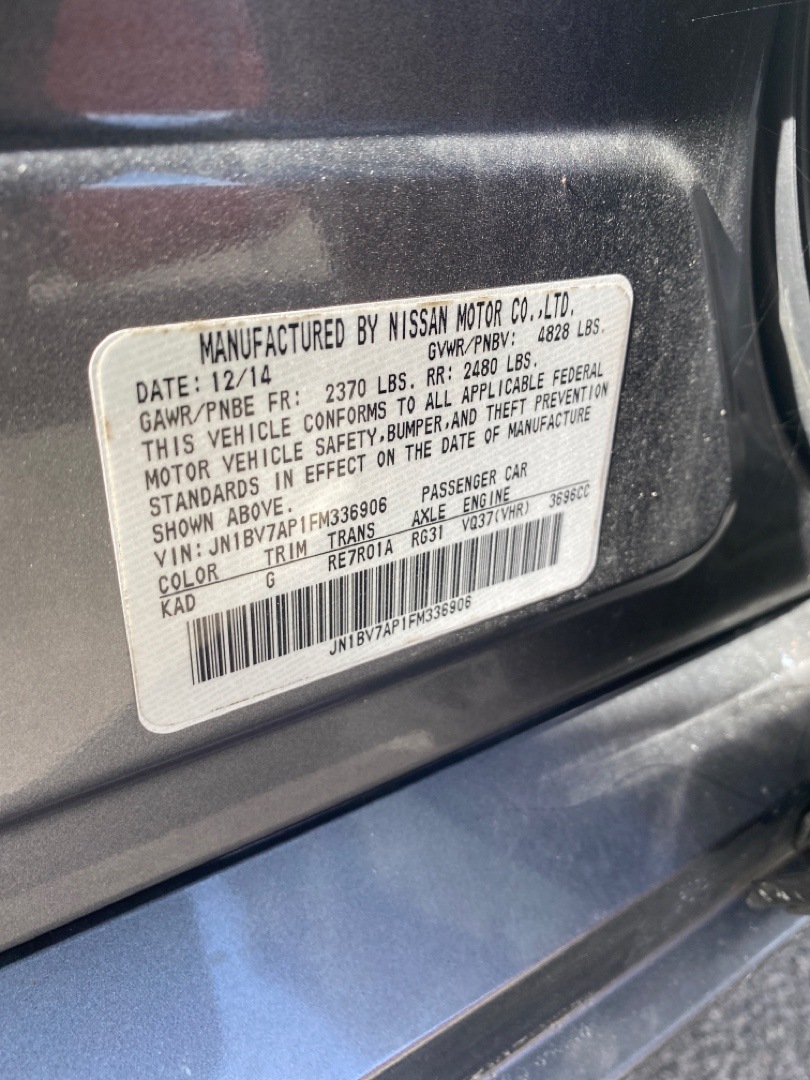 MANUFACTURED BY NISSAN MOTOR CO.,LTD.
DATE: 12/14 GVWR/PNBV: 4828 LBS.
GAWR/PNBE FR: 2370 LBS. RR: 2480 LBS.
THIS VEHICLE CONFORMS TO ALL APPLICABLE FEDERAL
MOTOR VEHICLE SAFETY,BUMPER,AND THEFT PREVENTION
STANDARDS IN EFFECT ON THE DATE OF MANUFACTURE
SHOWN ABOVE.
VIN: JN1BV7AP1FM336906 PASSENGER CAR
COLOR TRIM TRANS AXLE ENGINE
KAD G RE7R01A RG31 VQ37(VHR) 3696CC
JN1BV7AP1FM336906